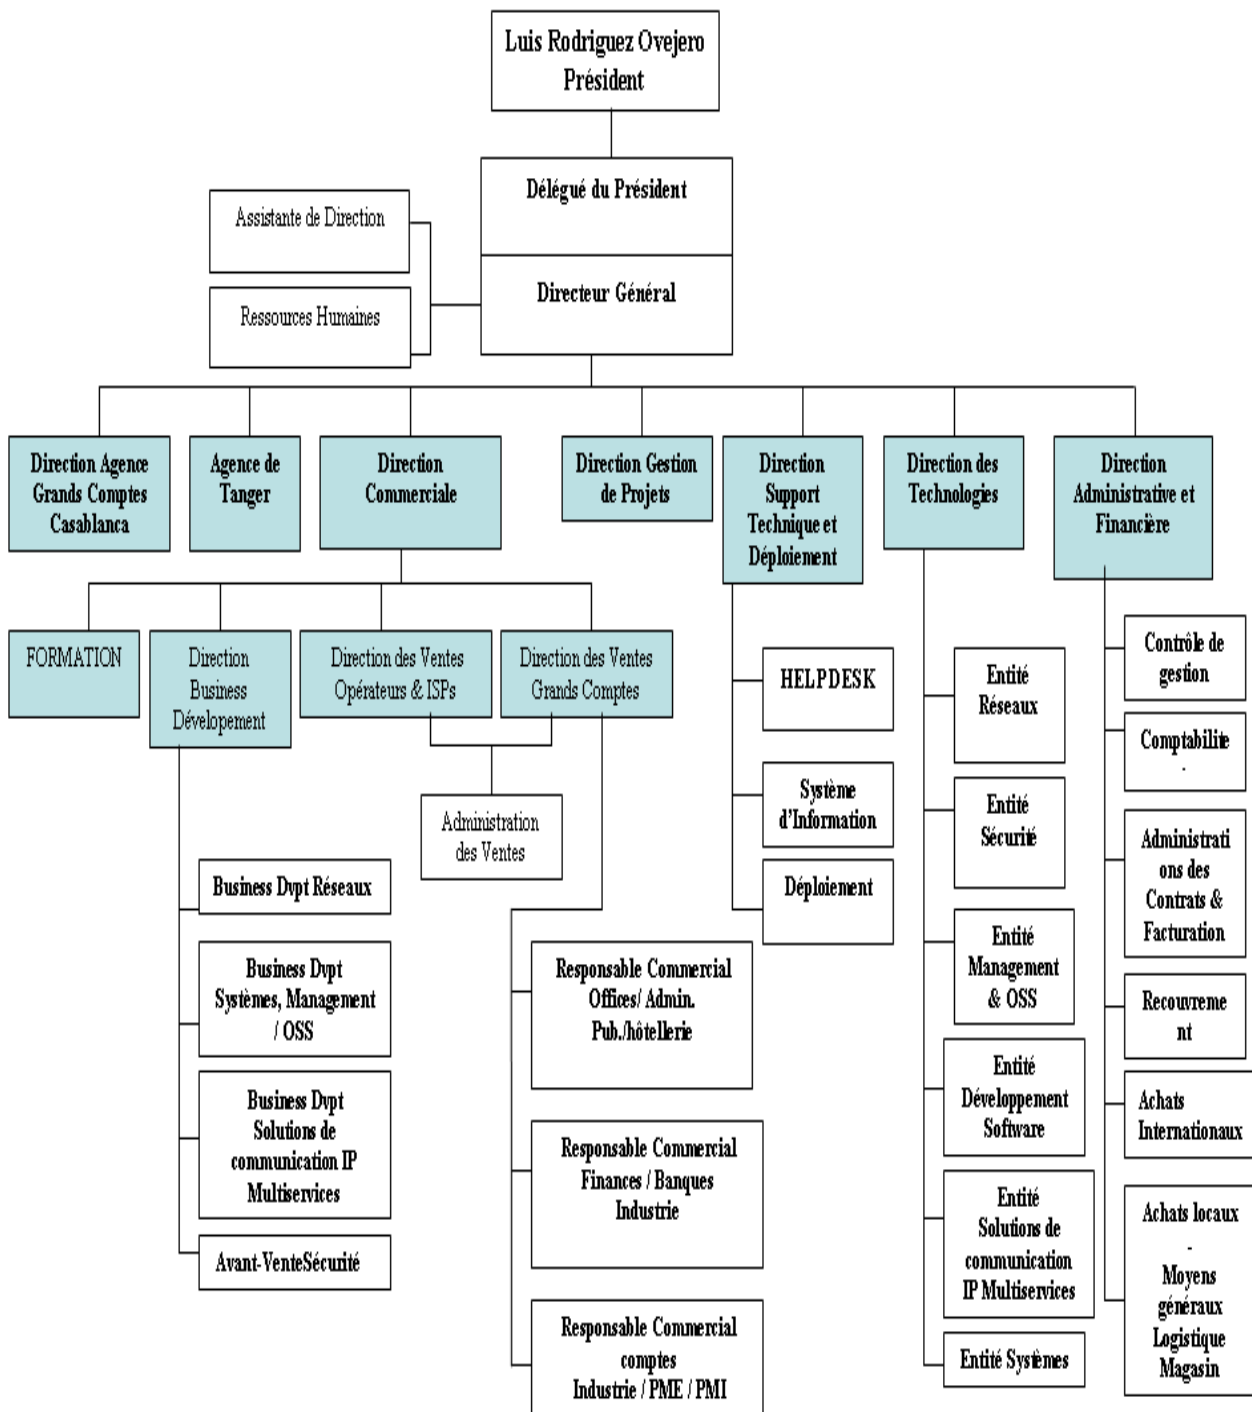 Luis Rodriguez Ovejero
Président
Délégué du Président
Assistante de Direction
Directeur Général
Ressources Humaines
Direction Agence
Grands Comptes
Casablanca
Agence de
Tanger
Direction
Commerciale
Direction Gestion
de Projets
Direction
Support
Technique et
Déploiement
Direction des
Technologies
Direction
Administrative et
Financière
FORMATION
Direction
Business
Dévelopement
Direction des Ventes
Opérateurs & ISPs
Direction des Ventes
Grands Comptes
Administration
des Ventes
Business Dvpt Réseaux
Business Dvpt
Systèmes, Management
/ OSS
Business Dvpt
Solutions de
communication IP
Multiservices
Avant-VenteSécurité
Responsable Commercial
Offices/ Admin.
Pub./hôtellerie
Responsable Commercial
Finances / Banques
Industrie
Responsable Commercial
comptes
Industrie / PME / PMI
HELPDESK
Système
d'Information
Déploiement
Entité
Réseaux
Entité
Sécurité
Entité
Management
& OSS
Entité
Développement
Software
Entité
Solutions de
communication
IP Multiservices
Entité Systèmes
Contrôle de
gestion
Comptabilite
-
Administrati
ons des
Contrats &
Facturation
Recouvreme
nt
Achats
Internationaux
Achats locaux
-
Moyens
généraux
Logistique
Magasin